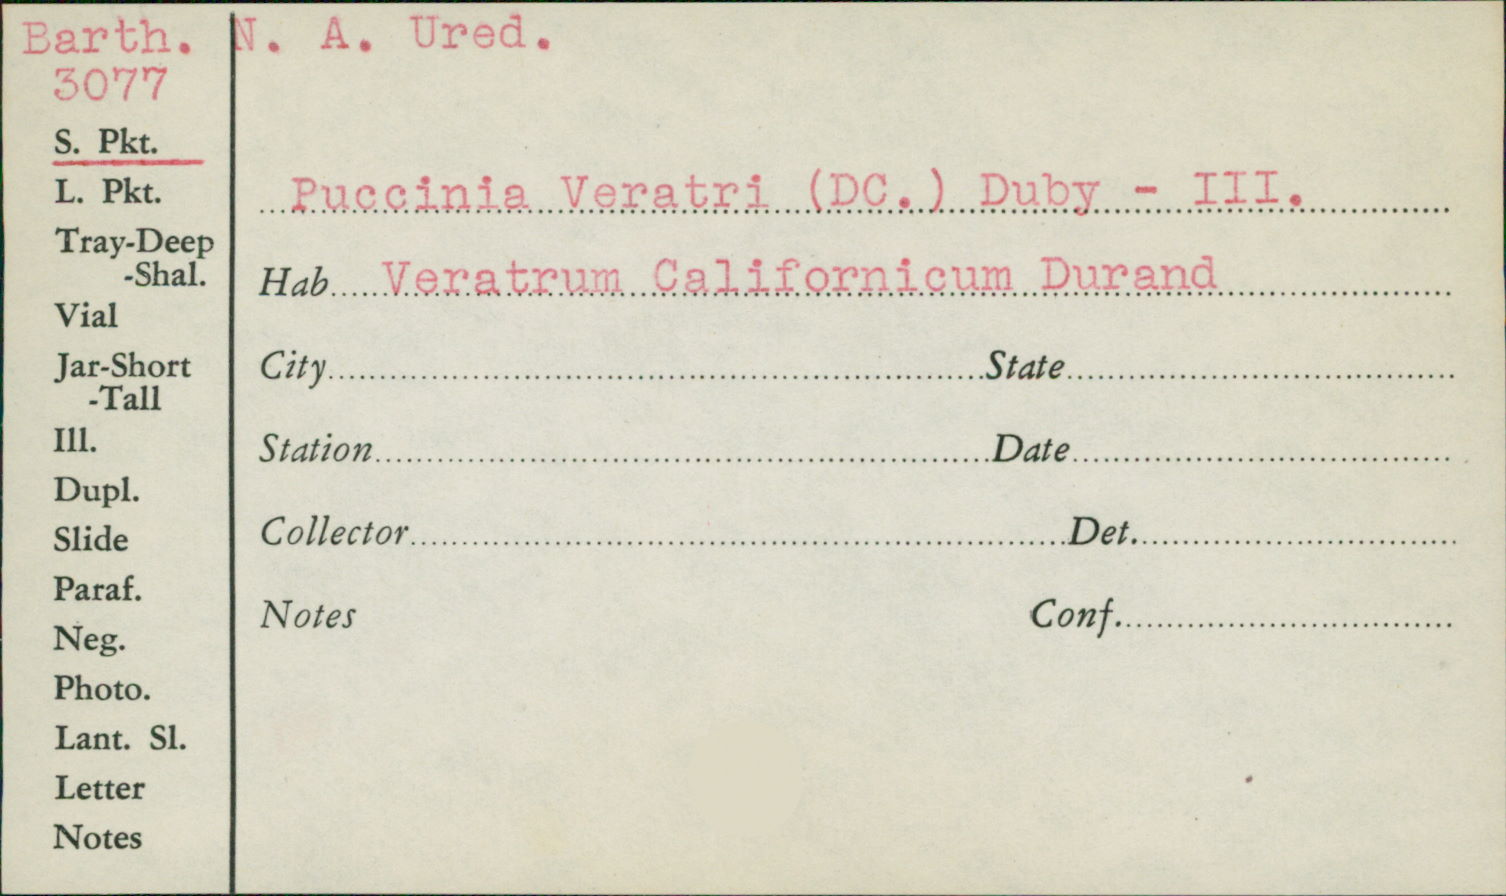 Barth. N. A. Ured.
3077
S. Pkt.
L. Pkt.
Tray-Deep
-Shal.
Vial
Jar-Short
-Tall
Ill.
Dupl.
Slide
Paraf.
Neg.
Photo.
Lant. Sl.
Letter
Notes
Puccinia Veratri (DC.) Duby - III.
Hab Veratrum Californicum Durand
City State
Station Date
Collector Det.
Notes Conf.